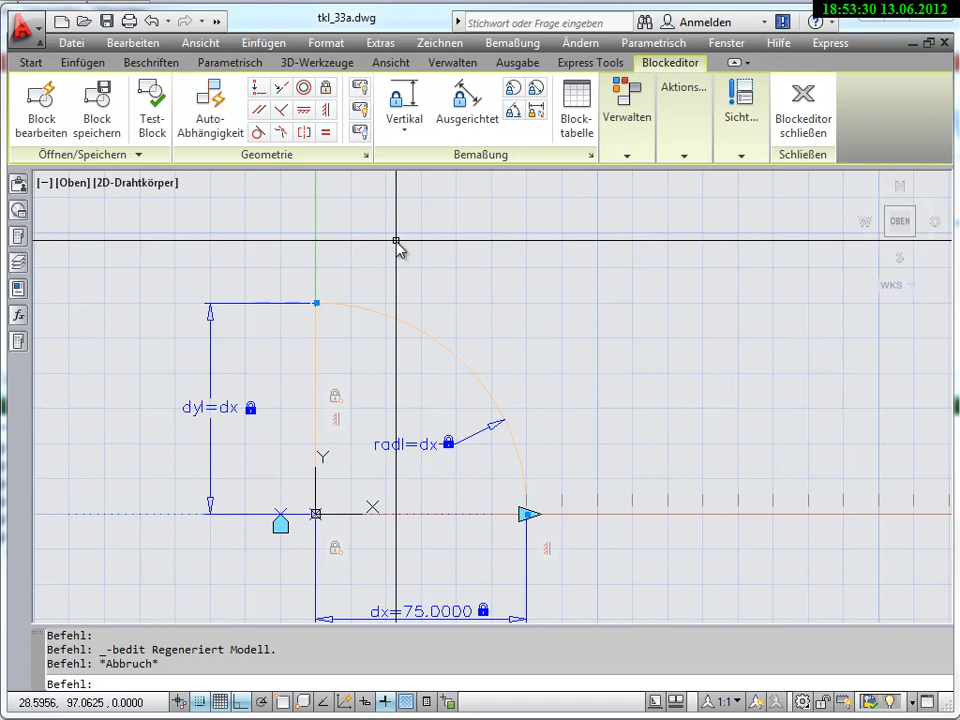 18:53:30 13.06.2012
tkl_33a.dwg
Stichwort oder Frage eingeben
Anmelden
Datei Bearbeiten Ansicht Einfügen Format Extras Zeichnen Bemaßung Ändern Parametrisch Fenster Hilfe Express
Start Einfügen Beschriften Parametrisch 3D-Werkzeuge Ansicht Verwalten Ausgabe Express Tools Blockeditor
Block bearbeiten
Block speichern
Test-Block
Auto-Abhängigkeit
Vertikal
Ausgerichtet
Block-tabelle
Verwalten
Aktions...
Sicht...
Blockeditor schließen
Öffnen/Speichern Geometrie Bemaßung Schließen
[−] [Oben] [2D-Drahtkörper]
N
W OBEN O
S
WKS
dyl=dx
radl=dx
Y
X
dx=75.0000
Befehl:
Befehl: _-bedit Regeneriert Modell.
Befehl: *Abbruch*
Befehl:
28.5956, 97.0625, 0.0000
1:1